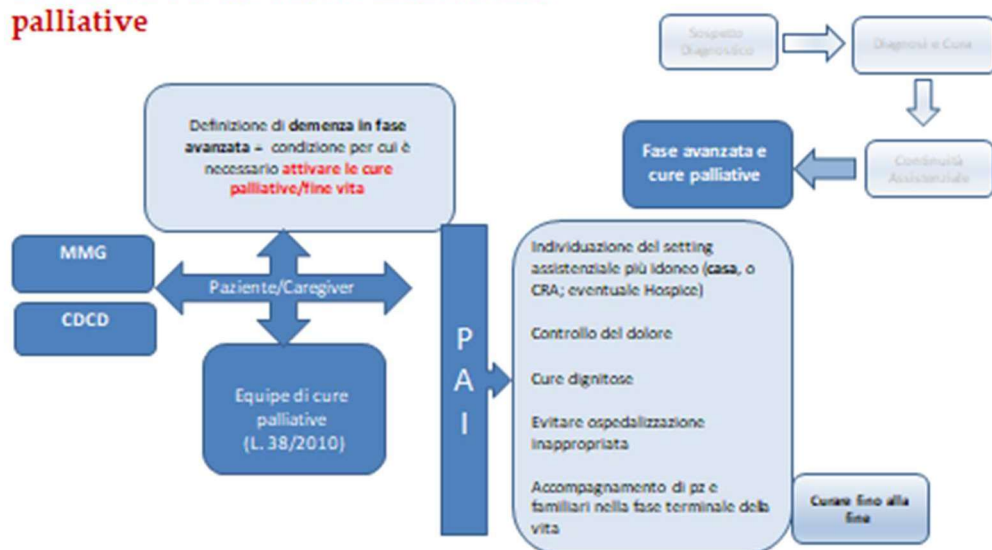 palliative
Sospetto
Diagnostico
Diagnosi e Cura
Definizione di demenza in fase
avanzata = condizione per cui è
necessario attivare le cure
palliative/fine vita
Fase avanzata e
cure palliative
Continuità
Assistenziale
MMG
CDCD
Paziente/Caregiver
Equipe di cure
palliative
(L. 38/2010)
P
A
I
Individuazione del setting
assistenziale più idoneo (casa, o
CRA; eventuale Hospice)
Controllo del dolore
Cure dignitose
Evitare ospedalizzazione
inappropriata
Accompagnamento di pz e
familiari nella fase terminale della
vita
Curare fino alla
fine